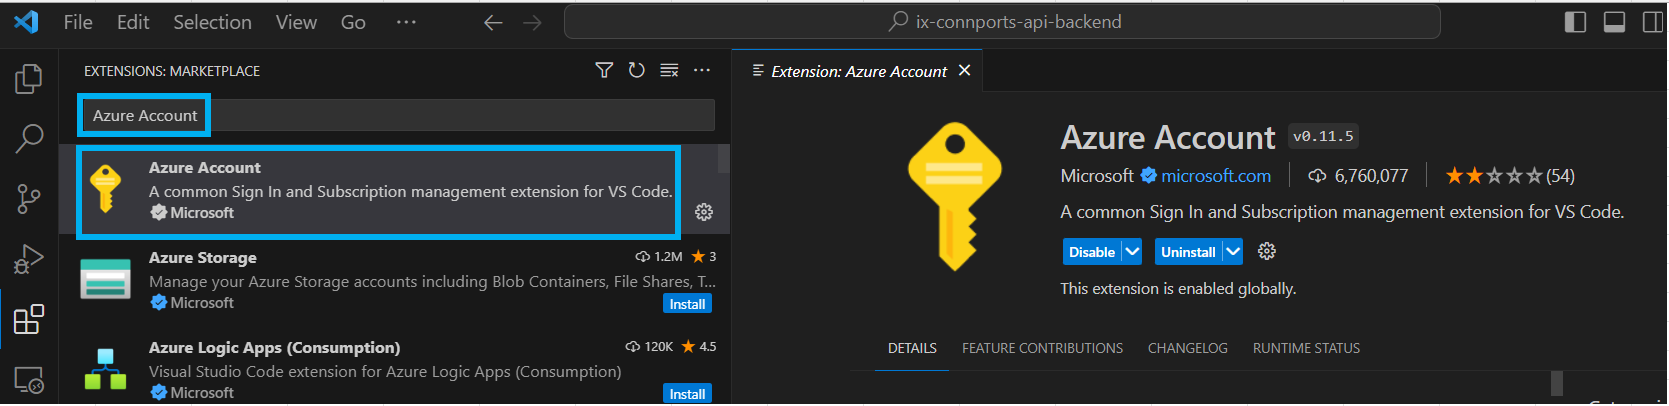 File Edit Selection View Go ··· ix-connports-api-backend
EXTENSIONS: MARKETPLACE
Azure Account
Azure Account
A common Sign In and Subscription management extension for VS Code.
Microsoft
Azure Storage 1.2M 3
Manage your Azure Storage accounts including Blob Containers, File Shares, T...
Microsoft Install
Azure Logic Apps (Consumption) 120K 4.5
Visual Studio Code extension for Azure Logic Apps (Consumption)
Microsoft Install
Extension: Azure Account
Azure Account v0.11.5
Microsoft microsoft.com 6,760,077 (54)
A common Sign In and Subscription management extension for VS Code.
Disable Uninstall
This extension is enabled globally.
DETAILS FEATURE CONTRIBUTIONS CHANGELOG RUNTIME STATUS